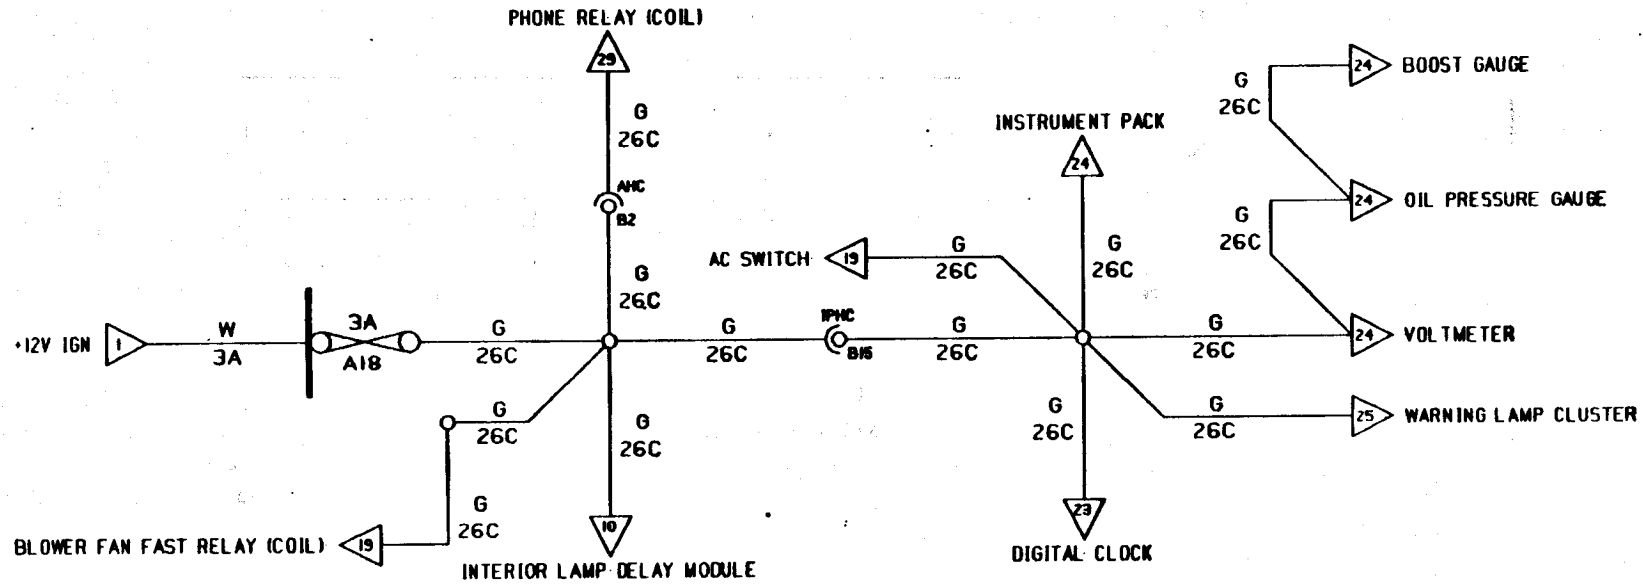 PHONE RELAY (COIL)
29
G
26C
AHC
B2
G
26C
24
BOOST GAUGE
G
26C
INSTRUMENT PACK
24
24
OIL PRESSURE GAUGE
G
26C
AC SWITCH
19
G
26C
G
26C
+12V IGN
1
W
3A
3A
A18
G
26C
G
26C
IPHC
B15
G
26C
G
26C
24
VOLTMETER
G
26C
G
26C
G
26C
G
26C
25
WARNING LAMP CLUSTER
G
26C
BLOWER FAN FAST RELAY (COIL)
19
10
INTERIOR LAMP DELAY MODULE
23
DIGITAL CLOCK